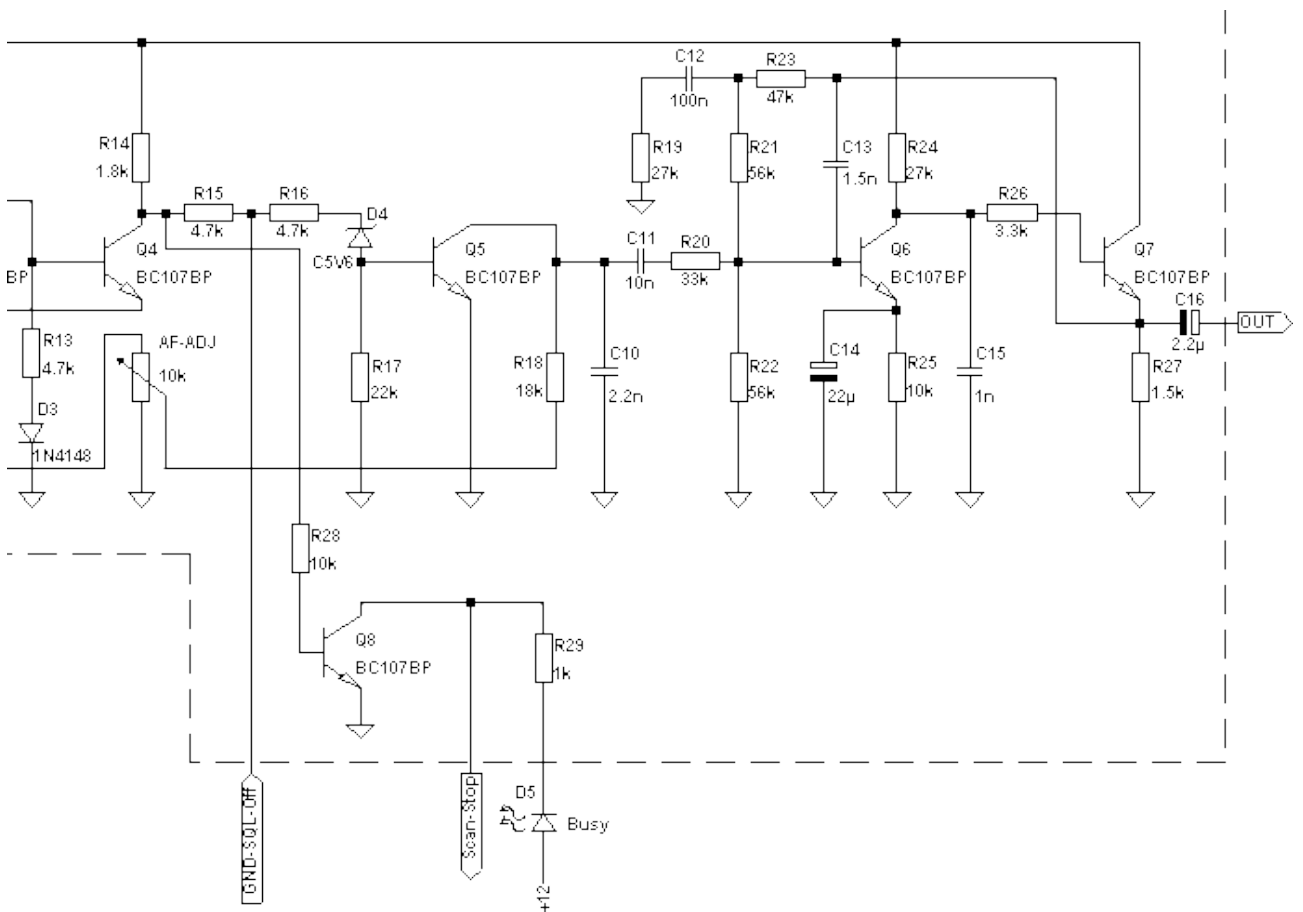 C12
100n
R23
47k
R14
1.8k
R19
27k
R21
56k
C13
1.5n
R24
27k
R15
4.7k
R16
4.7k
D4
C5V6
R26
3.3k
Q4
BC107BP
BP
Q5
BC107BP
C11
10n
R20
33k
Q6
BC107BP
Q7
BC107BP
C16
2.2µ
OUT
R13
4.7k
AF-ADJ
10k
R17
22k
R18
18k
C10
2.2n
R22
56k
C14
22µ
R25
10k
C15
1n
R27
1.5k
D3
1N4148
R28
10k
Q8
BC107BP
R29
1k
GND-SQL-Off
Scan-Stop
D5
Busy
+12